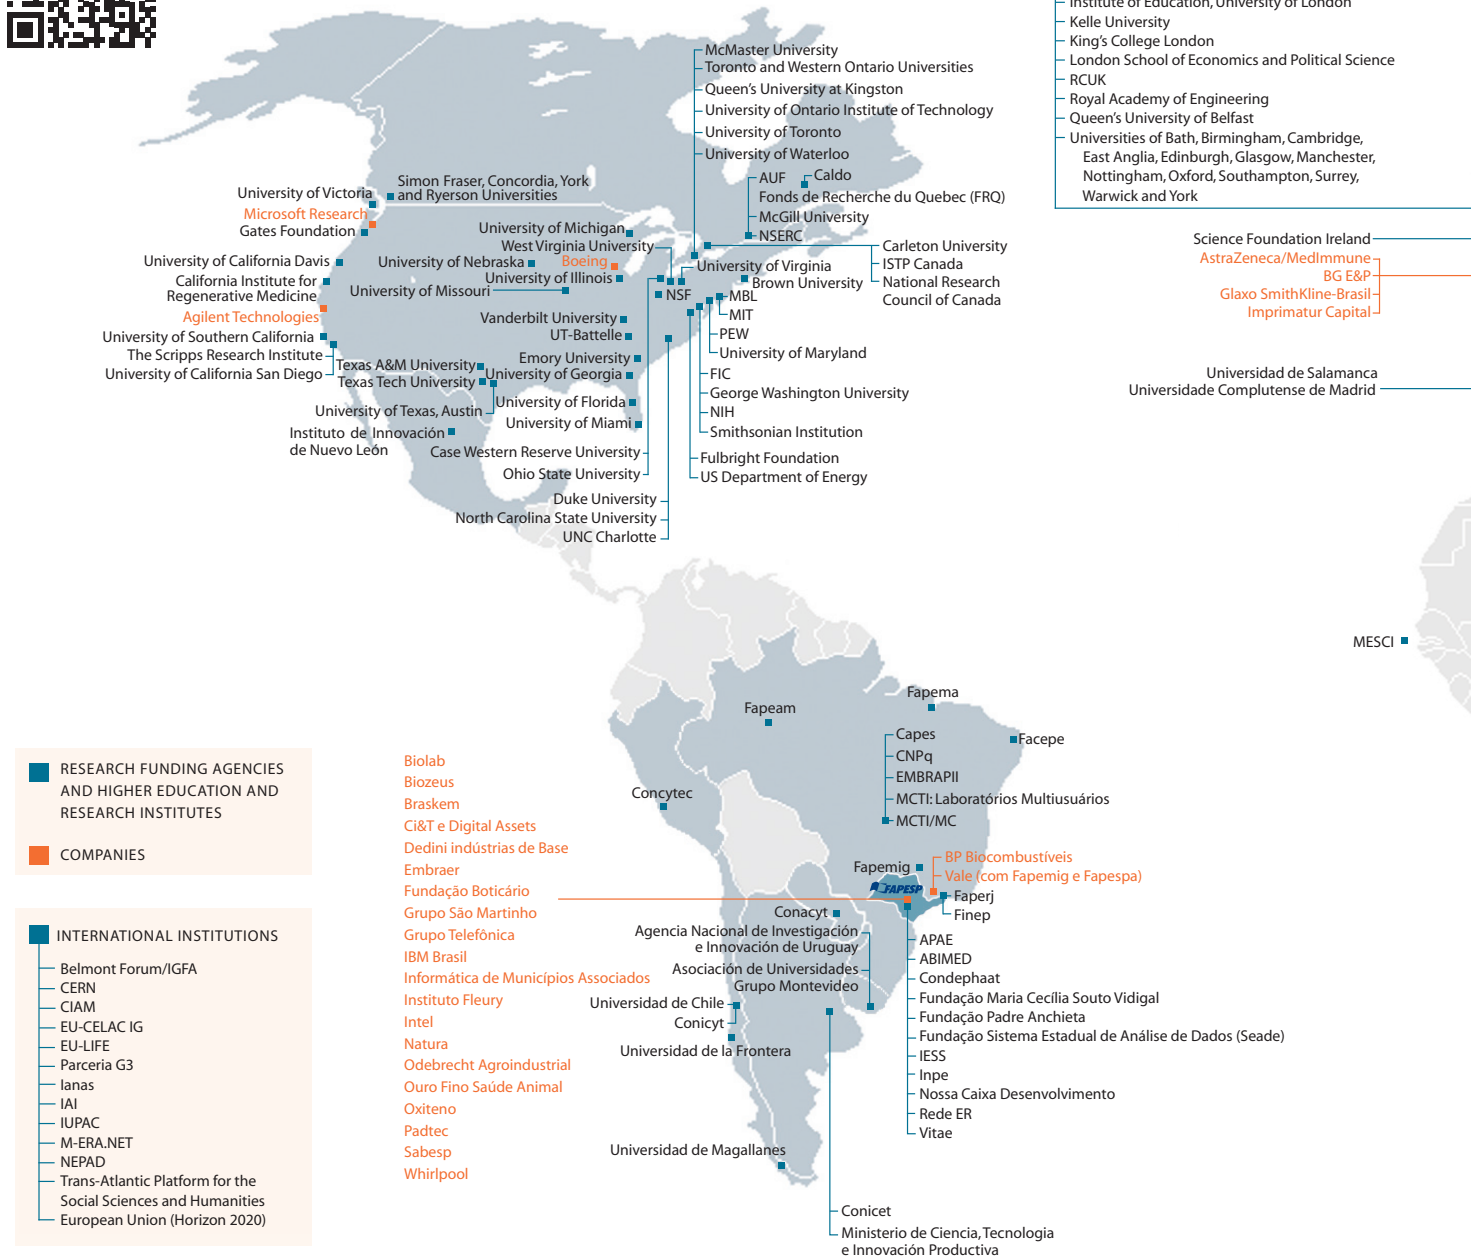 Institute of Education, University of London
Kelle University
King's College London
London School of Economics and Political Science
RCUK
Royal Academy of Engineering
Queen's University of Belfast
Universities of Bath, Birmingham, Cambridge,
East Anglia, Edinburgh, Glasgow, Manchester,
Nottingham, Oxford, Southampton, Surrey,
Warwick and York
McMaster University
Toronto and Western Ontario Universities
Queen's University at Kingston
University of Ontario Institute of Technology
University of Toronto
University of Waterloo
AUF
Caldo
Fonds de Recherche du Quebec (FRQ)
McGill University
NSERC
Carleton University
ISTP Canada
National Research
Council of Canada
Simon Fraser, Concordia, York
and Ryerson Universities
University of Victoria
Microsoft Research
Gates Foundation
University of California Davis
California Institute for
Regenerative Medicine
Agilent Technologies
University of Southern California
The Scripps Research Institute
University of California San Diego
University of Michigan
West Virginia University
University of Nebraska
Boeing
University of Illinois
University of Missouri
Vanderbilt University
UT-Battelle
Emory University
Texas A&M University
University of Georgia
Texas Tech University
University of Florida
University of Texas, Austin
University of Miami
Instituto de Innovación
de Nuevo León
Case Western Reserve University
Ohio State University
Duke University
North Carolina State University
UNC Charlotte
University of Virginia
Brown University
NSF
MBL
MIT
PEW
University of Maryland
FIC
George Washington University
NIH
Smithsonian Institution
Fulbright Foundation
US Department of Energy
Science Foundation Ireland
AstraZeneca/MedImmune
BG E&P
Glaxo SmithKline-Brasil
Imprimatur Capital
Universidad de Salamanca
Universidade Complutense de Madrid
MESCI
Fapeam
Fapema
Facepe
Capes
CNPq
EMBRAPII
MCTI: Laboratórios Multiusuários
MCTI/MC
Concytec
Fapemig
BP Biocombustíveis
Vale (com Fapemig e Fapespa)
FAPESP
Faperj
Finep
Conacyt
Agencia Nacional de Investigación
e Innovación de Uruguay
Asociación de Universidades
Grupo Montevideo
Universidad de Chile
Conicyt
Universidad de la Frontera
Universidad de Magallanes
APAE
ABIMED
Condephaat
Fundação Maria Cecília Souto Vidigal
Fundação Padre Anchieta
Fundação Sistema Estadual de Análise de Dados (Seade)
IESS
Inpe
Nossa Caixa Desenvolvimento
Rede ER
Vitae
Conicet
Ministerio de Ciencia, Tecnologia
e Innovación Productiva
Biolab
Biozeus
Braskem
Ci&T e Digital Assets
Dedini indústrias de Base
Embraer
Fundação Boticário
Grupo São Martinho
Grupo Telefônica
IBM Brasil
Informática de Municípios Associados
Instituto Fleury
Intel
Natura
Odebrecht Agroindustrial
Ouro Fino Saúde Animal
Oxiteno
Padtec
Sabesp
Whirlpool
RESEARCH FUNDING AGENCIES
AND HIGHER EDUCATION AND
RESEARCH INSTITUTES
COMPANIES
INTERNATIONAL INSTITUTIONS
Belmont Forum/IGFA
CERN
CIAM
EU-CELAC IG
EU-LIFE
Parceria G3
Ianas
IAI
IUPAC
M-ERA.NET
NEPAD
Trans-Atlantic Platform for the
Social Sciences and Humanities
European Union (Horizon 2020)